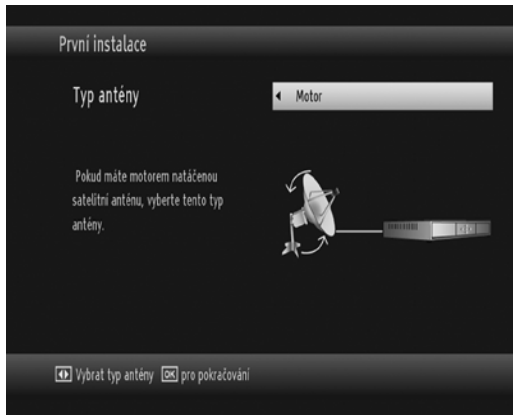 První instalace
Typ antény
Motor
Pokud máte motorem natáčenou
satelitní anténu, vyberte tento typ
antény.
Vybrat typ antény OK pro pokračování